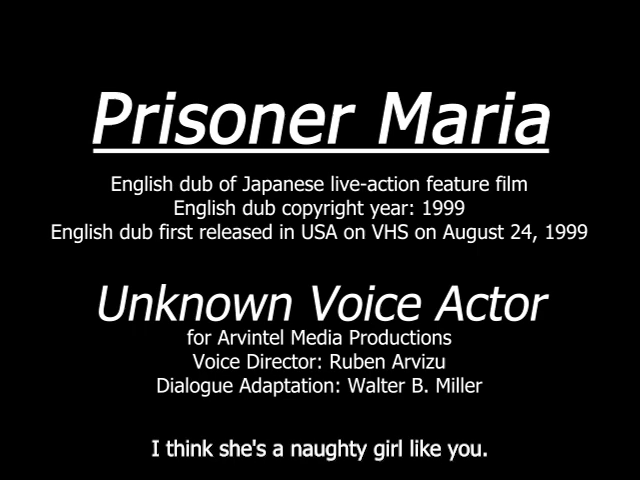 Prisoner Maria
English dub of Japanese live-action feature film
English dub copyright year: 1999
English dub first released in USA on VHS on August 24, 1999
Unknown Voice Actor
for Arvintel Media Productions
Voice Director: Ruben Arvizu
Dialogue Adaptation: Walter B. Miller
I think she's a naughty girl like you.